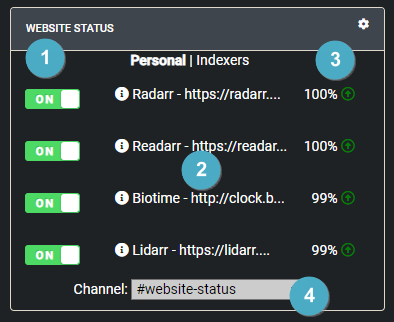 WEBSITE STATUS
1
3
Personal | Indexers
ON Radarr - https://radarr.... 100%
ON Readarr - https://readar... 100%
2
ON Biotime - http://clock.b... 99%
ON Lidarr - https://lidarr.... 99%
Channel: #website-status
4